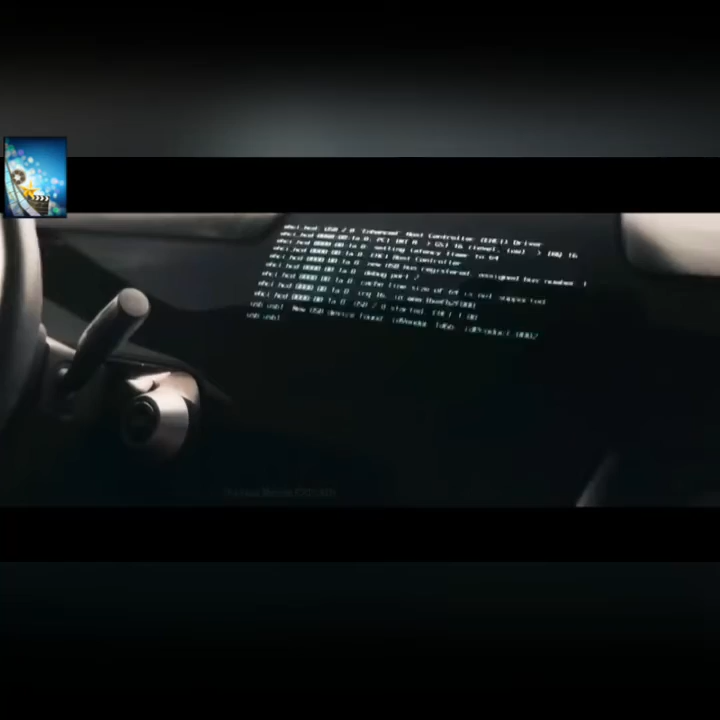 ehci_hcd: USB 2.0 'Enhanced' Host Controller (EHCI) Driver
ehci_hcd 0000:00:1a.0: PCI INT A -> GSI 16 (level, low) -> IRQ 16
ehci_hcd 0000:00:1a.0: setting latency timer to 64
ehci_hcd 0000:00:1a.0: EHCI Host Controller
ehci_hcd 0000:00:1a.0: new USB bus registered, assigned bus number 1
ehci_hcd 0000:00:1a.0: debug port 2
ehci_hcd 0000:00:1a.0: cache line size of 64 is not supported
ehci_hcd 0000:00:1a.0: irq 16, io mem
ehci_hcd 0000:00:1a.0: USB 2.0 started, EHCI 1.00
usb usb1: New USB device found, idVendor idProduct 0002
usb usb1